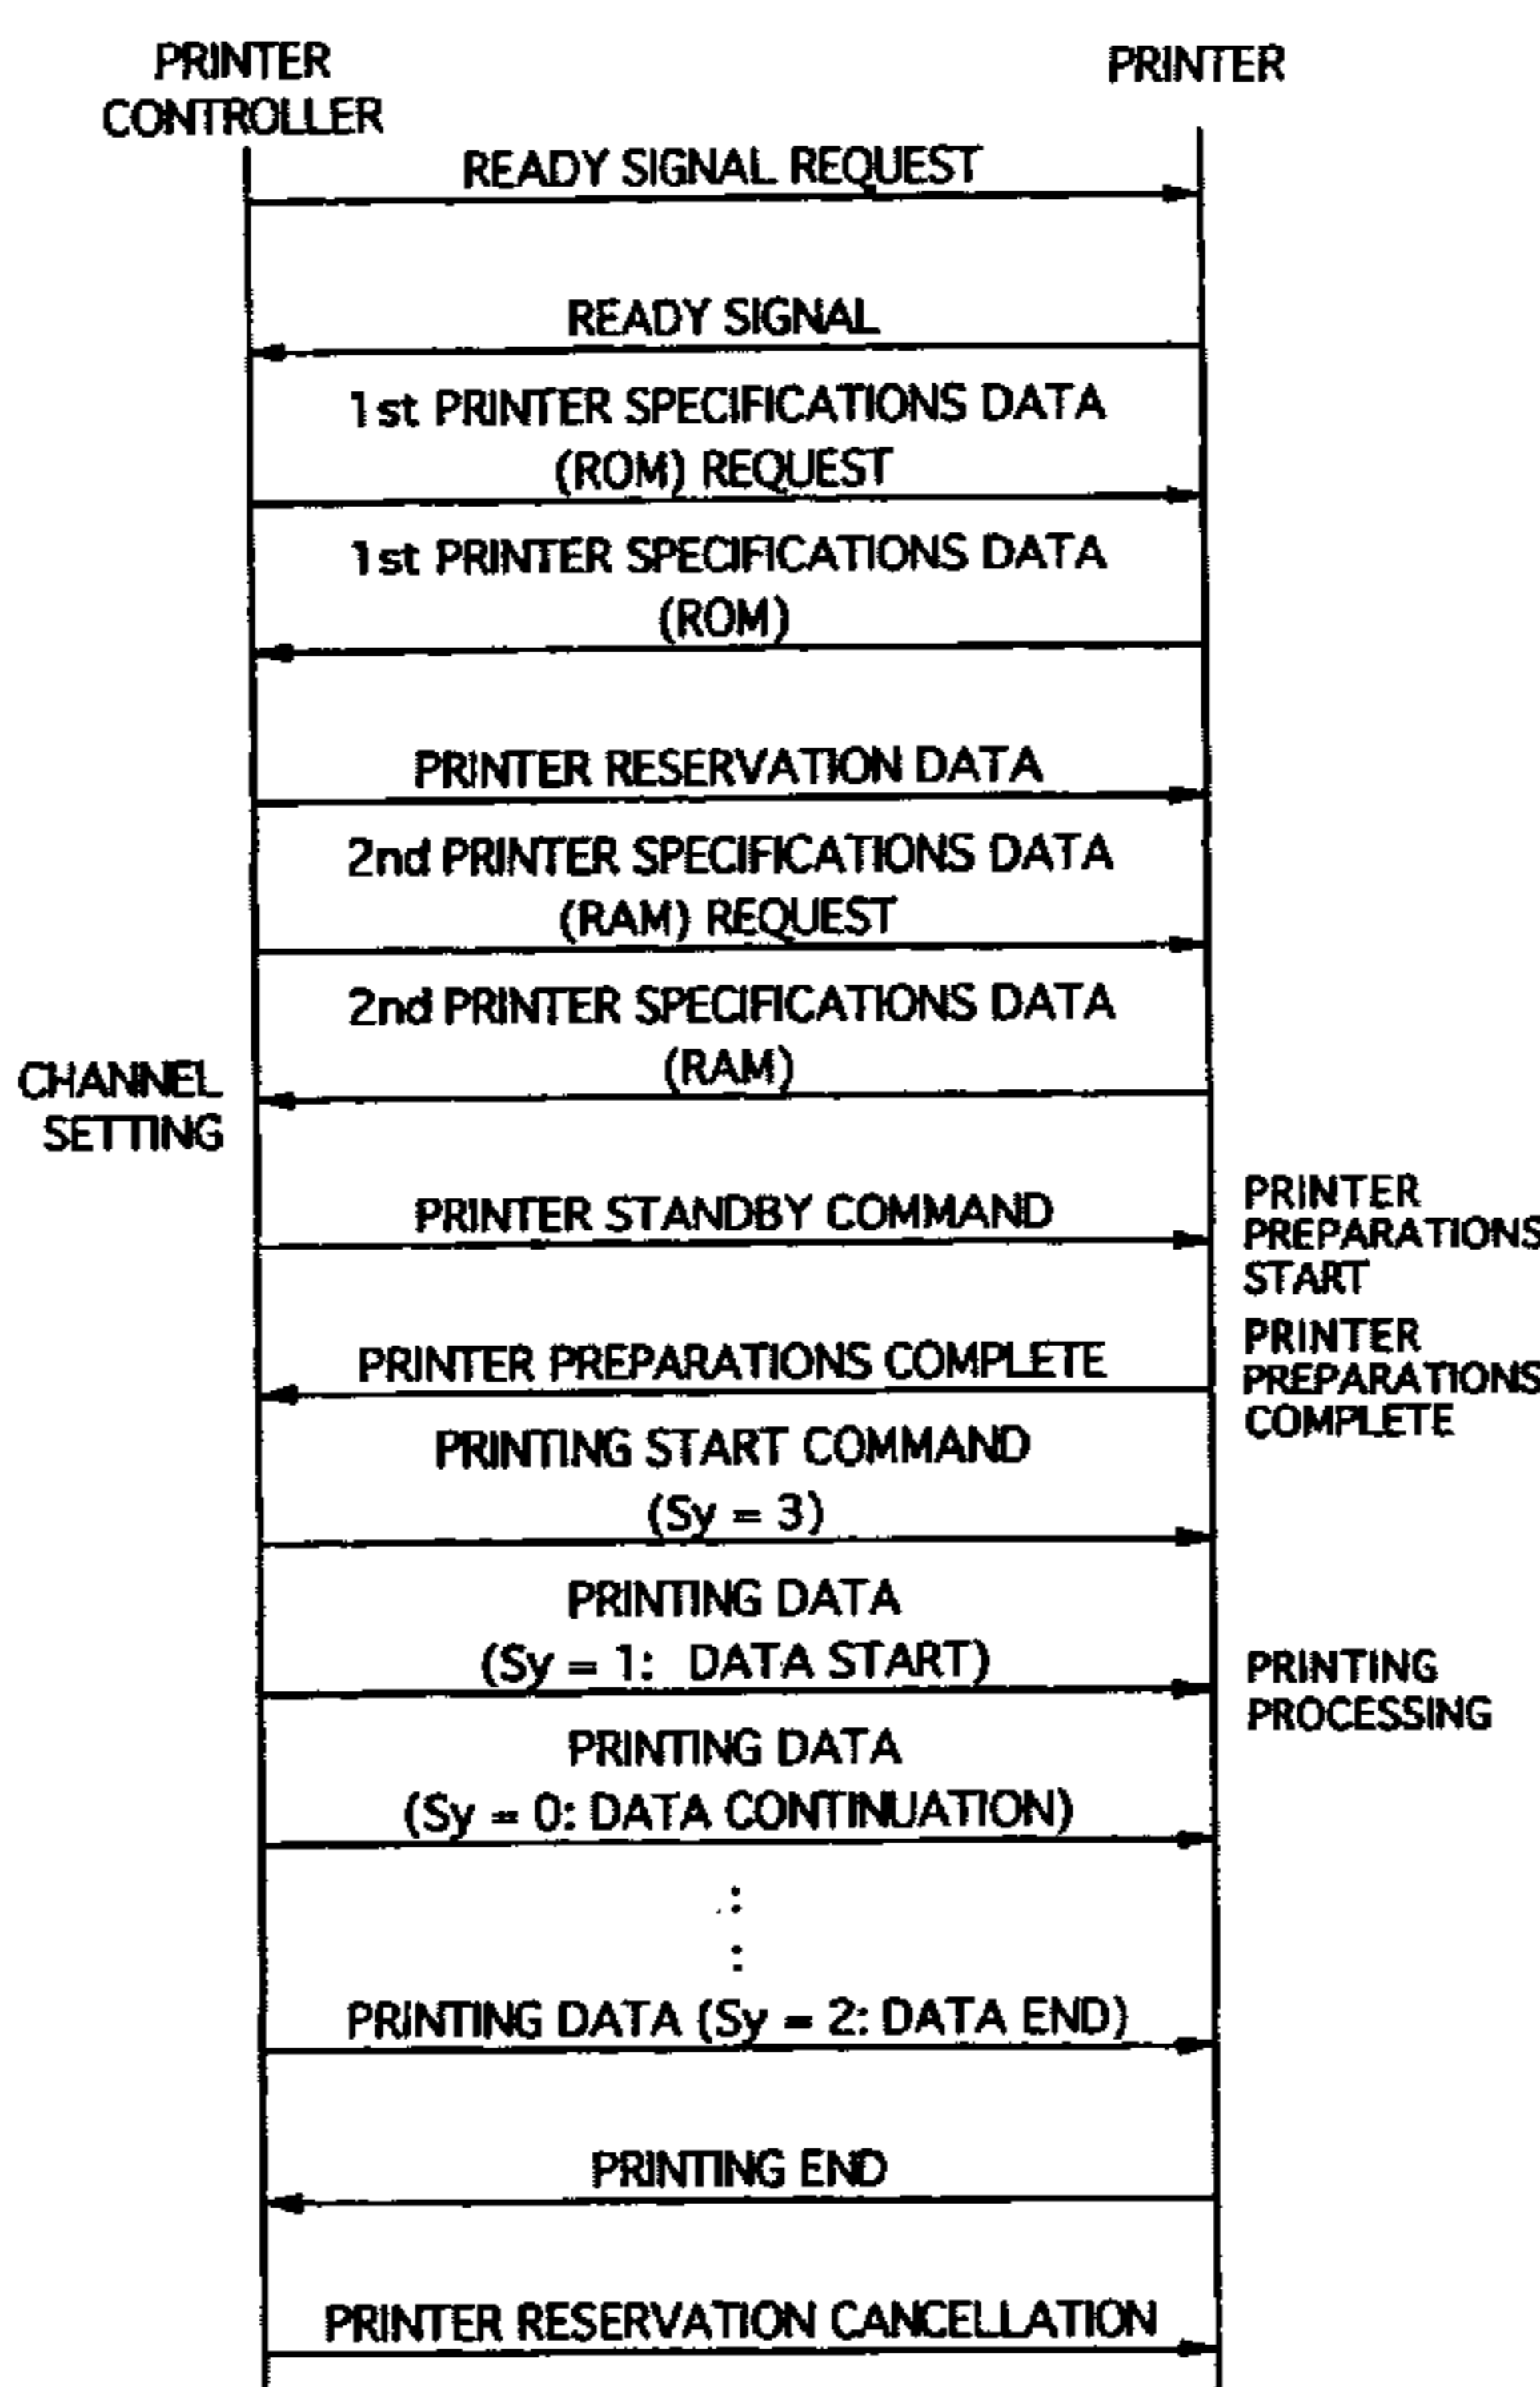 PRINTER
CONTROLLER
PRINTER
READY SIGNAL REQUEST
READY SIGNAL
1st PRINTER SPECIFICATIONS DATA
(ROM) REQUEST
1st PRINTER SPECIFICATIONS DATA
(ROM)
PRINTER RESERVATION DATA
2nd PRINTER SPECIFICATIONS DATA
(RAM) REQUEST
2nd PRINTER SPECIFICATIONS DATA
(RAM)
CHANNEL
SETTING
PRINTER STANDBY COMMAND
PRINTER
PREPARATIONS
START
PRINTER PREPARATIONS COMPLETE
PRINTER
PREPARATIONS
COMPLETE
PRINTING START COMMAND
(Sy = 3)
PRINTING DATA
(Sy = 1: DATA START)
PRINTING
PROCESSING
PRINTING DATA
(Sy = 0: DATA CONTINUATION)
PRINTING DATA (Sy = 2: DATA END)
PRINTING END
PRINTER RESERVATION CANCELLATION